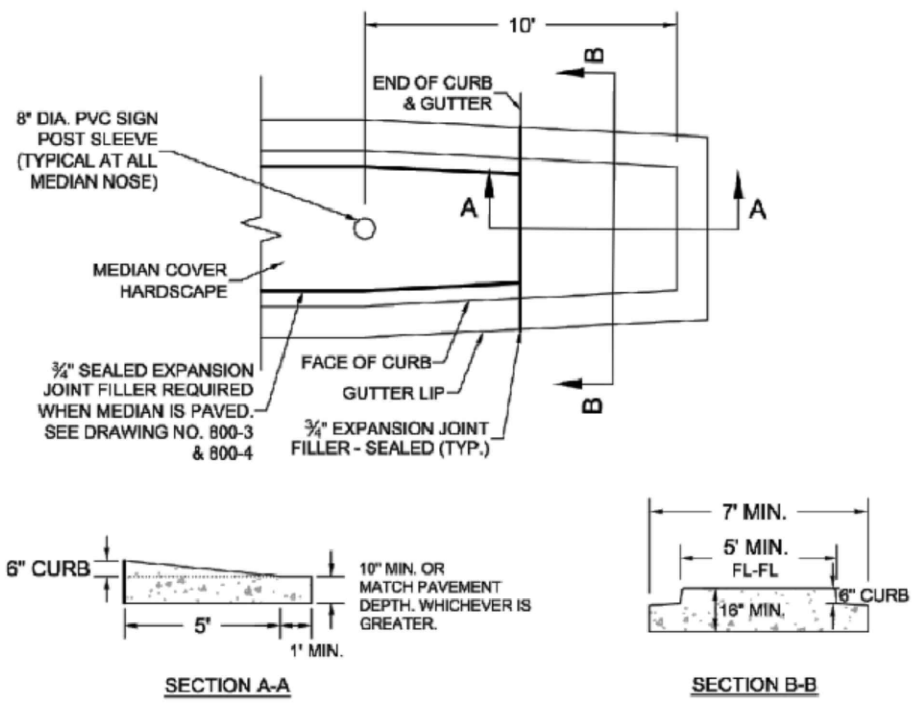 10'
B
END OF CURB
& GUTTER
8" DIA. PVC SIGN
POST SLEEVE
(TYPICAL AT ALL
MEDIAN NOSE)
A
A
MEDIAN COVER
HARDSCAPE
FACE OF CURB
GUTTER LIP
B
¾" SEALED EXPANSION
JOINT FILLER REQUIRED
WHEN MEDIAN IS PAVED.
SEE DRAWING NO. 800-3
& 800-4
¾" EXPANSION JOINT
FILLER - SEALED (TYP.)
6" CURB
10" MIN. OR
MATCH PAVEMENT
DEPTH. WHICHEVER IS
GREATER.
5'
1' MIN.
SECTION A-A
7' MIN.
5' MIN.
FL-FL
6" CURB
16" MIN.
SECTION B-B